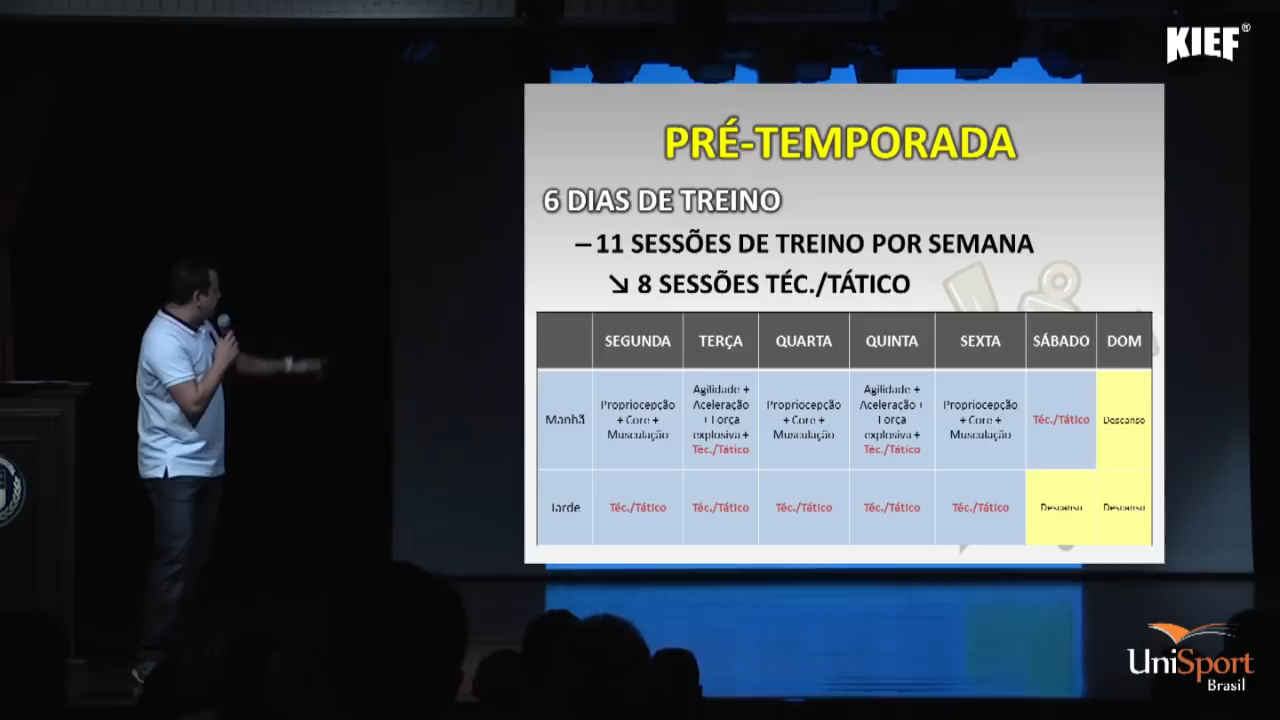 KIEF®
PRÉ-TEMPORADA
6 DIAS DE TREINO
–11 SESSÕES DE TREINO POR SEMANA
↘ 8 SESSÕES TÉC./TÁTICO
SEGUNDA TERÇA QUARTA QUINTA SEXTA SÁBADO DOM
Manhã
Propriocepção
+ Core +
Musculação
Agilidade +
Aceleração
+ Força
explosiva +
Téc./Tático
Propriocepção
+ Core +
Musculação
Agilidade +
Aceleração +
Força
explosiva +
Téc./Tático
Propriocepção
+ Core +
Musculação
Téc./Tático
Descanso
Tarde
Téc./Tático
Téc./Tático
Téc./Tático
Téc./Tático
Téc./Tático
Descanso
Descanso
UniSport
Brasil